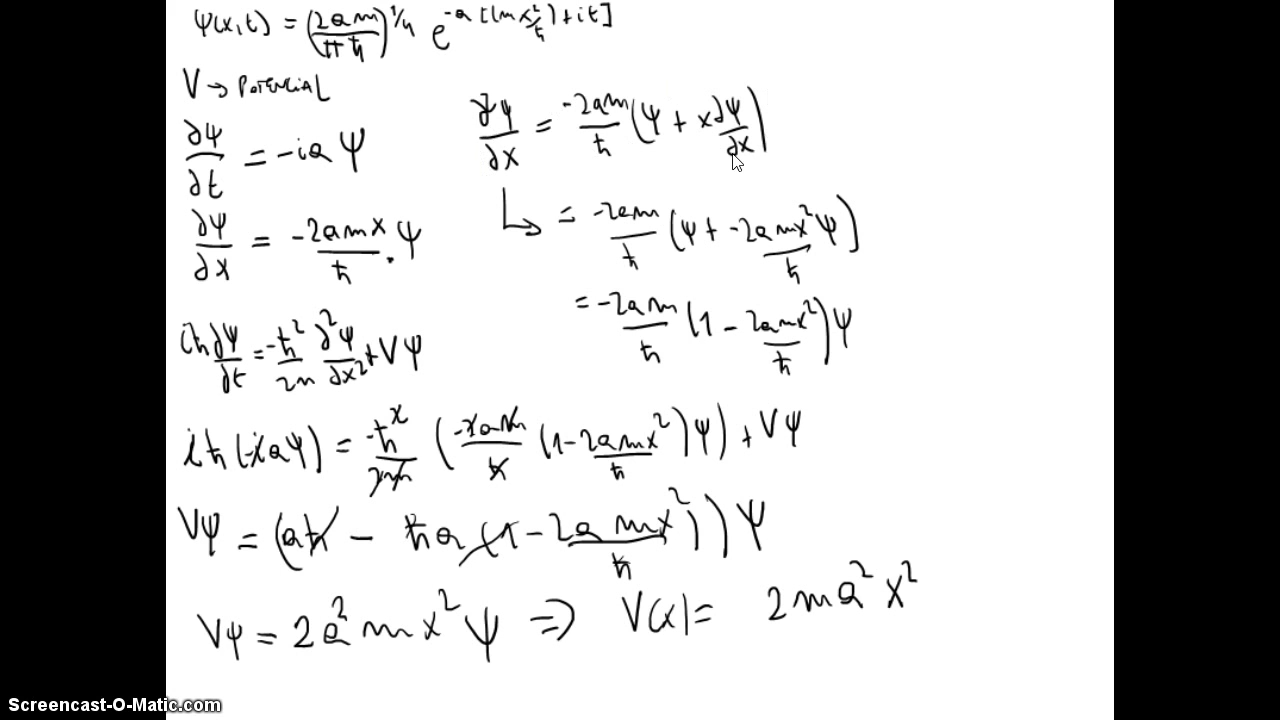 ψ(x,t) = (2am/πħ)^1/4 e^-a[(mx²/ħ)+it]
V → POTENCIAL
∂ψ/∂t = -ia ψ
∂ψ/∂x = -2amx/ħ . ψ
iħ ∂ψ/∂t = -ħ²/2m ∂²ψ/∂x² + Vψ
∂ψ/∂x = -2am/ħ (ψ + x ∂ψ/∂x)
↳ = -2am/ħ (ψ + -2amx²/ħ ψ)
= -2am/ħ (1 - 2amx²/ħ) ψ
iħ(-iaψ) = -ħ²/2m (-2am/ħ (1 - 2amx²/ħ) ψ) + Vψ
Vψ = (aħ - ħa(1 - 2amx²/ħ)) ψ
Vψ = 2a²mx²ψ ⇒ V(x) = 2ma²x²
Screencast-O-Matic.com